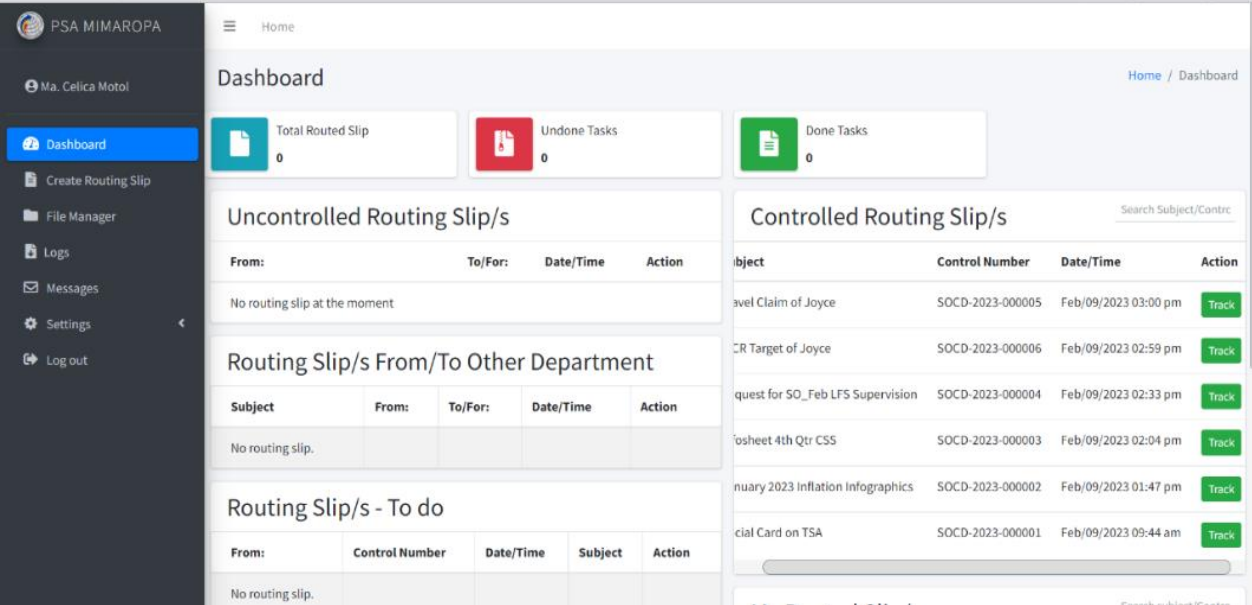 PSA MIMAROPA
Home
Ma. Celica Motol
Dashboard
Home / Dashboard
Dashboard
Create Routing Slip
File Manager
Logs
Messages
Settings
Log out
Total Routed Slip
0
Undone Tasks
0
Done Tasks
0
Uncontrolled Routing Slip/s
From: To/For: Date/Time Action
No routing slip at the moment
Routing Slip/s From/To Other Department
Subject From: To/For: Date/Time Action
No routing slip.
Routing Slip/s - To do
From: Control Number Date/Time Subject Action
No routing slip.
Controlled Routing Slip/s
Search Subject/Contrc
bject Control Number Date/Time Action
avel Claim of Joyce SOCD-2023-000005 Feb/09/2023 03:00 pm Track
CR Target of Joyce SOCD-2023-000006 Feb/09/2023 02:59 pm Track
quest for SO_Feb LFS Supervision SOCD-2023-000004 Feb/09/2023 02:33 pm Track
fosheet 4th Qtr CSS SOCD-2023-000003 Feb/09/2023 02:04 pm Track
nuary 2023 Inflation Infographics SOCD-2023-000002 Feb/09/2023 01:47 pm Track
cial Card on TSA SOCD-2023-000001 Feb/09/2023 09:44 am Track